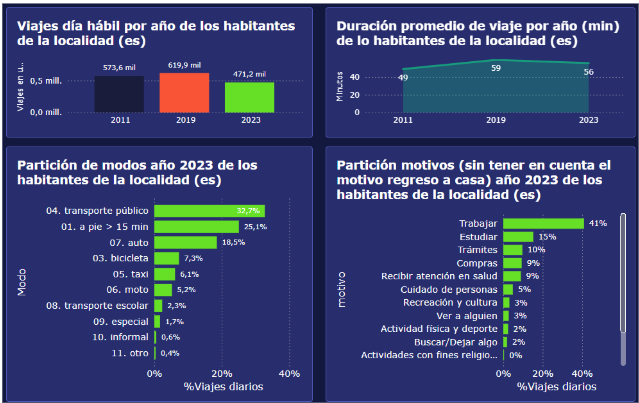 Viajes día hábil por año de los habitantes
de la localidad (es)
Viajes en u...
0,5 mill.
0,0 mill.
573,6 mil
619,9 mil
471,2 mil
2011
2019
2023
Duración promedio de viaje por año (min)
de lo habitantes de la localidad (es)
Minutos
40
20
0
49
59
56
2011
2019
2023
Partición de modos año 2023 de los
habitantes de la localidad (es)
Modo
04. transporte público 32,7%
01. a pie > 15 min 25,1%
07. auto 18,5%
03. bicicleta 7,3%
05. taxi 6,1%
06. moto 5,2%
08. transporte escolar 2,3%
09. especial 1,7%
10. informal 0,6%
11. otro 0,4%
0% 20% 40%
%Viajes diarios
Partición motivos (sin tener en cuenta el
motivo regreso a casa) año 2023 de los
habitantes de la localidad (es)
motivo
Trabajar 41%
Estudiar 15%
Trámites 10%
Compras 9%
Recibir atención en salud 9%
Cuidado de personas 5%
Recreación y cultura 3%
Ver a alguien 3%
Actividad física y deporte 2%
Buscar/Dejar algo 2%
Actividades con fines religio... 0%
0% 20% 40%
%Viajes diarios